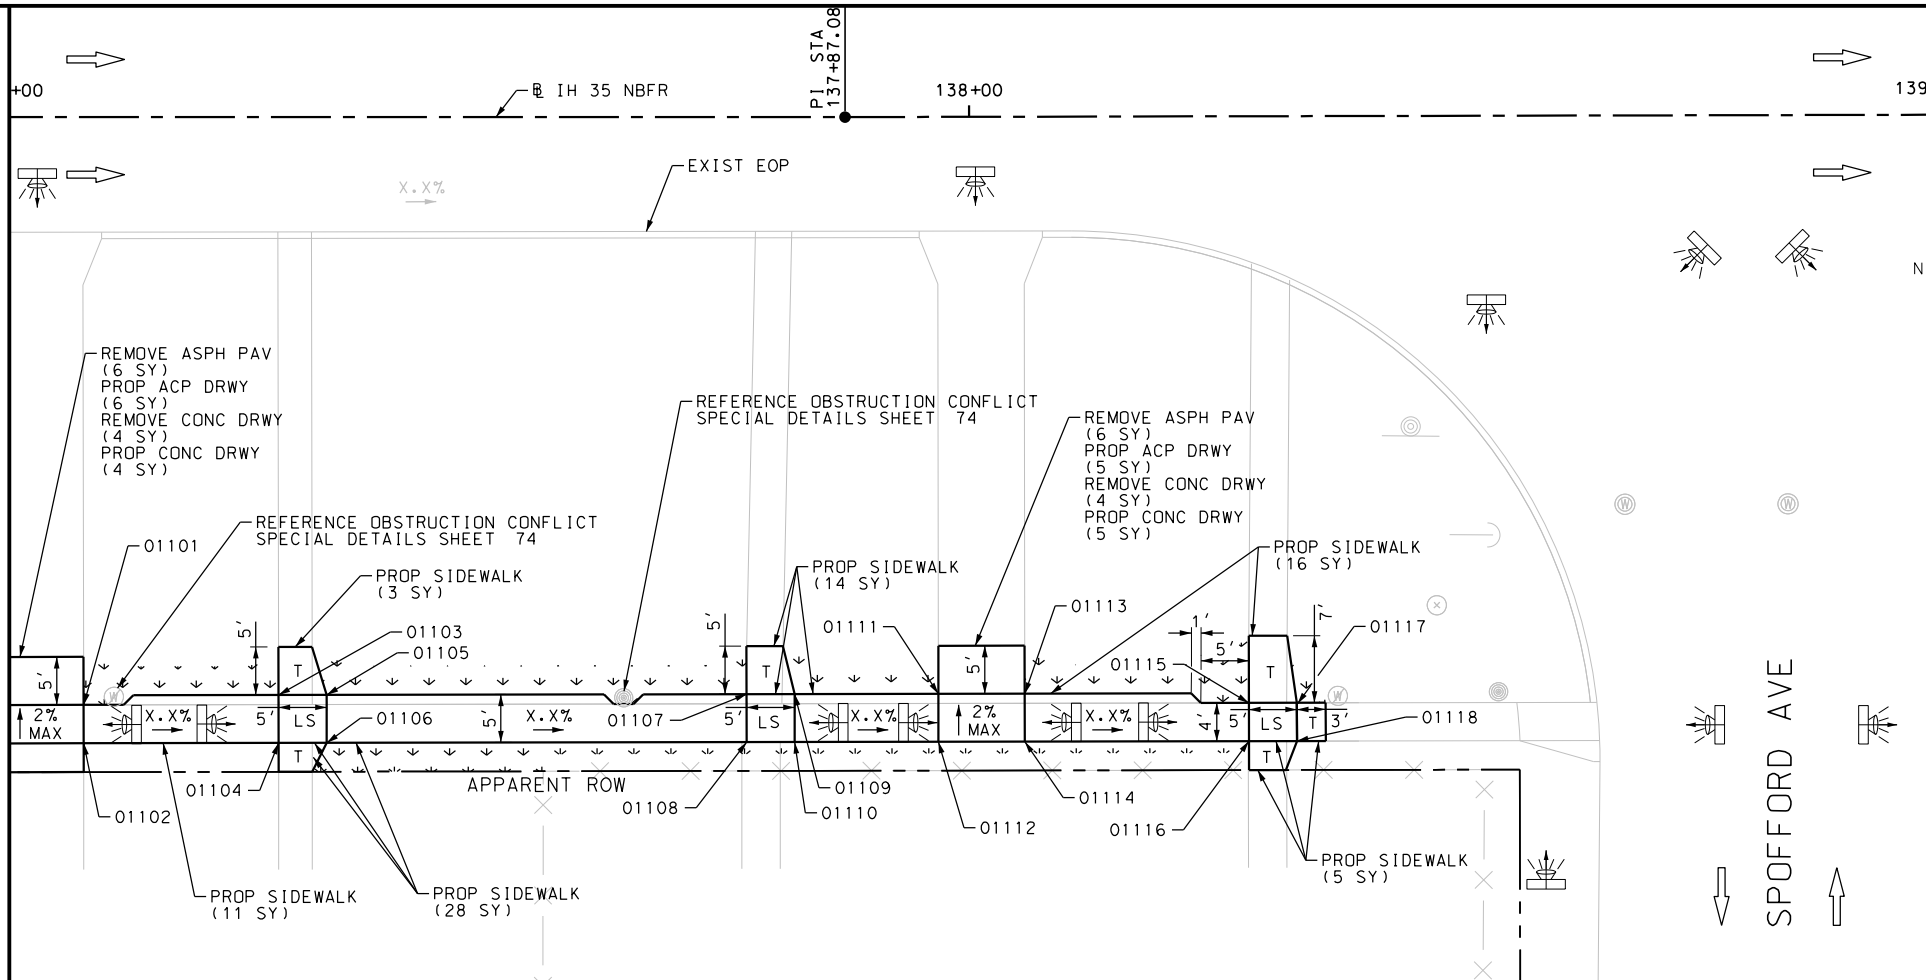 +00
℄ IH 35 NBFR
PI STA
137+87.08
138+00
139
EXIST EOP
X.X%
N
REMOVE ASPH PAV
(6 SY)
PROP ACP DRWY
(6 SY)
REMOVE CONC DRWY
(4 SY)
PROP CONC DRWY
(4 SY)
REFERENCE OBSTRUCTION CONFLICT
SPECIAL DETAILS SHEET 74
REMOVE ASPH PAV
(6 SY)
PROP ACP DRWY
(5 SY)
REMOVE CONC DRWY
(4 SY)
PROP CONC DRWY
(5 SY)
REFERENCE OBSTRUCTION CONFLICT
SPECIAL DETAILS SHEET 74
01101
PROP SIDEWALK
(3 SY)
PROP SIDEWALK
(14 SY)
PROP SIDEWALK
(16 SY)
01103
01105
01111
01113
01115
01117
5'
5'
5'
5'
1'
5'
7'
T
T
T
W
W
W
W
2%
MAX
X.X%
5'
LS
01106
5'
X.X%
01107
5'
LS
X.X%
2%
MAX
X.X%
4'
5'
LS
T
3'
01118
T
T
APPARENT ROW
01104
01102
01108
01109
01110
01112
01114
01116
PROP SIDEWALK
(11 SY)
PROP SIDEWALK
(28 SY)
PROP SIDEWALK
(5 SY)
SPOFFORD AVE